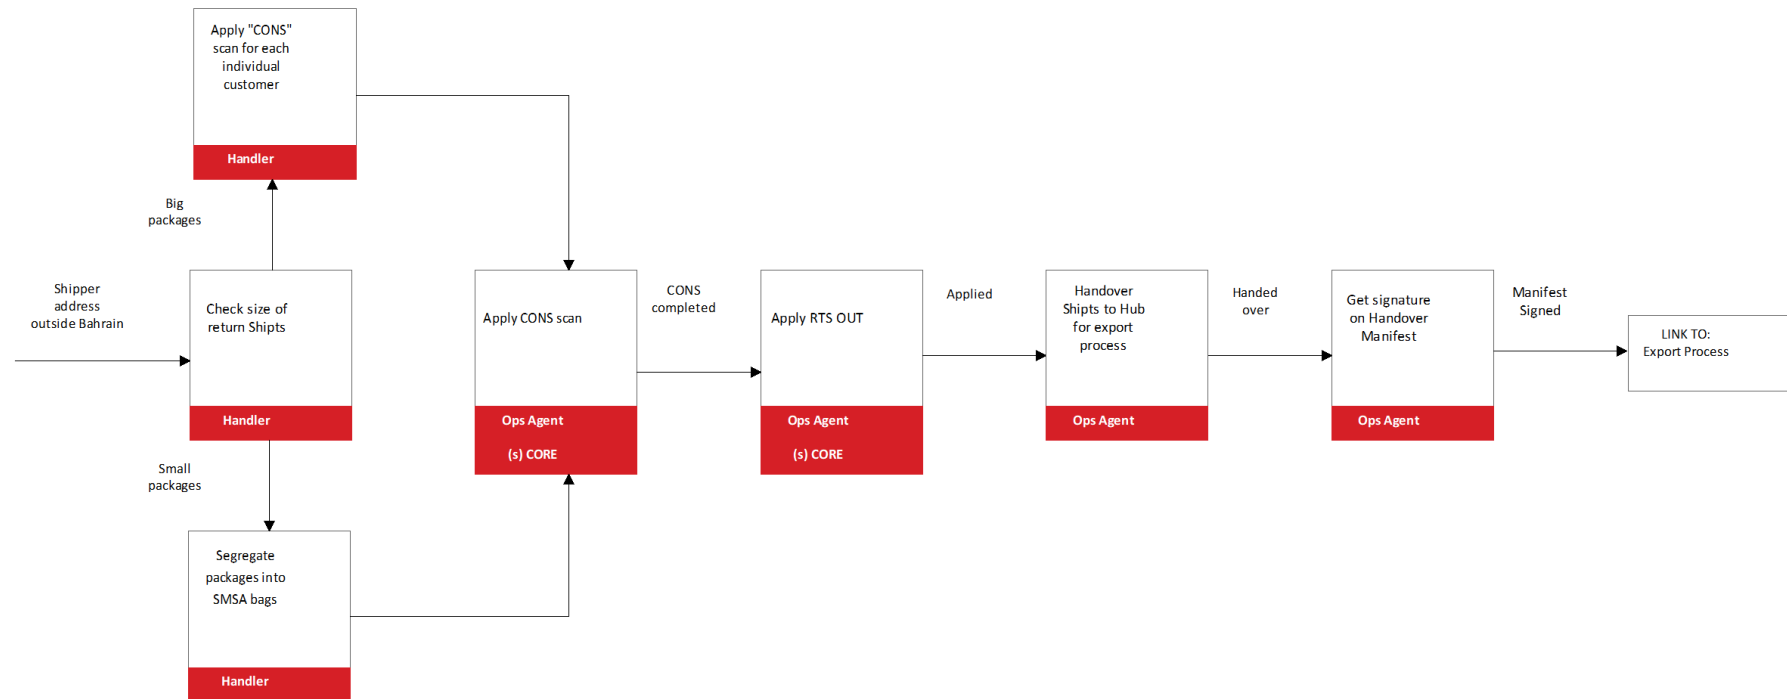 Apply "CONS"
scan for each
individual
customer
Handler
Big
packages
Shipper
address
outside Bahrain
Check size of
return Shipts
Handler
Small
packages
Segregate
packages into
SMSA bags
Handler
Apply CONS scan
Ops Agent
(s) CORE
CONS
completed
Apply RTS OUT
Ops Agent
(s) CORE
Applied
Handover
Shipts to Hub
for export
process
Ops Agent
Handed
over
Get signature
on Handover
Manifest
Ops Agent
Manifest
Signed
LINK TO:
Export Process